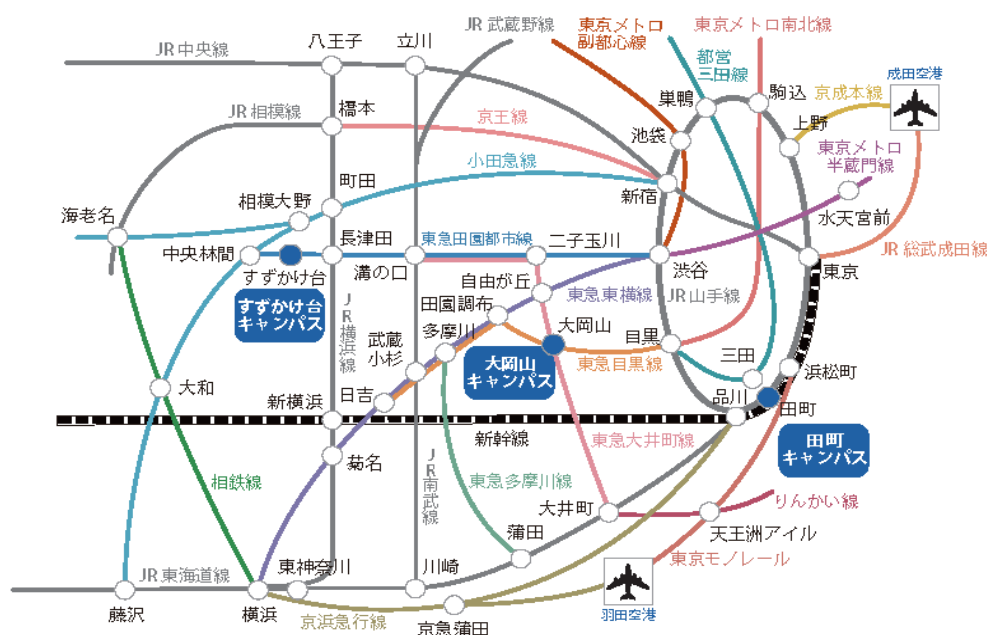 JR 武蔵野線
東京メトロ
副都心線
東京メトロ南北線
八王子
立川
JR 中央線
都営
三田線
成田空港
巣鴨
駒込
京成本線
JR 相模線
橋本
京王線
池袋
上野
東京メトロ
半蔵門線
小田急線
町田
新宿
相模大野
海老名
水天宮前
中央林間
長津田
東急田園都市線
二子玉川
JR 総武成田線
すずかけ台
溝の口
渋谷
東京
自由が丘
東急東横線
JR 山手線
すずかけ台
キャンパス
田園調布
JR横浜線
多摩川
大岡山
目黒
武蔵
小杉
三田
浜松町
大岡山
キャンパス
東急目黒線
大和
日吉
品川
新横浜
田町
新幹線
東急大井町線
田町
キャンパス
菊名
JR南武線
相鉄線
東急多摩川線
大井町
りんかい線
蒲田
天王洲アイル
東神奈川
川崎
東京モノレール
JR 東海道線
藤沢
横浜
京浜急行線
京急蒲田
羽田空港